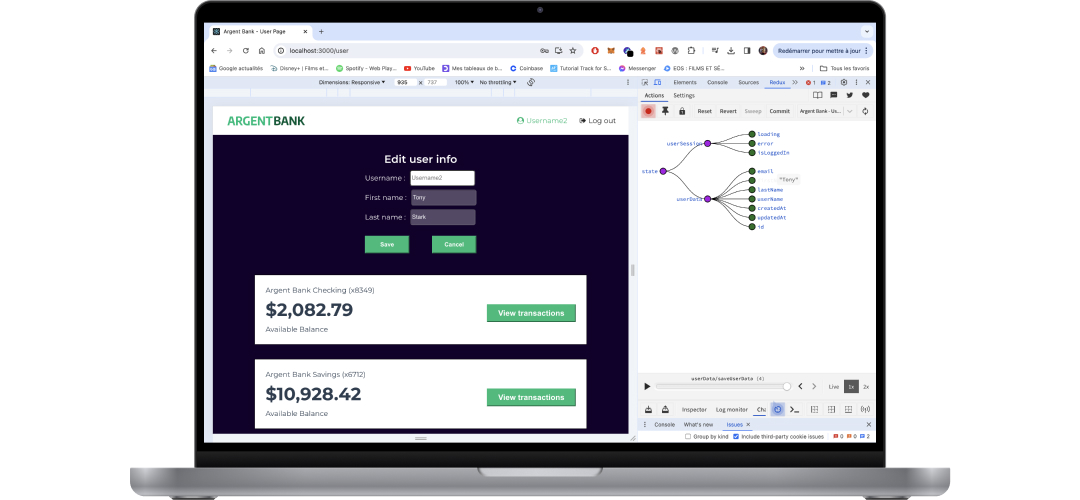 Argent Bank - User Page
localhost:3000/user
Redémarrer pour mettre à jour
Google actualités
Disney+ | Films et...
Spotify – Web Play...
YouTube
Mes tableaux de b...
Coinbase
Tutorial Track for S...
Messenger
EOS : FILMS ET SÉ...
Tous les favoris
Dimensions: Responsive
935 x 737
100%
No throttling
Elements
Console
Sources
Redux
1
2
Actions
Settings
Reset
Revert
Sweep
Commit
Argent Bank - Us...
ARGENTBANK
Username2
Log out
Edit user info
Username :
Username2
First name :
Tony
Last name :
Stark
Save
Cancel
Argent Bank Checking (x8349)
$2,082.79
Available Balance
View transactions
Argent Bank Savings (x6712)
$10,928.42
Available Balance
View transactions
state
userSession
loading
error
isLoggedIn
userData
email
"Tony"
lastName
userName
createdAt
updatedAt
id
userData/saveUserData (4)
Live
1x
2x
Inspector
Log monitor
Console
What's new
Issues
Group by kind
Include third-party cookie issues
0
0
2